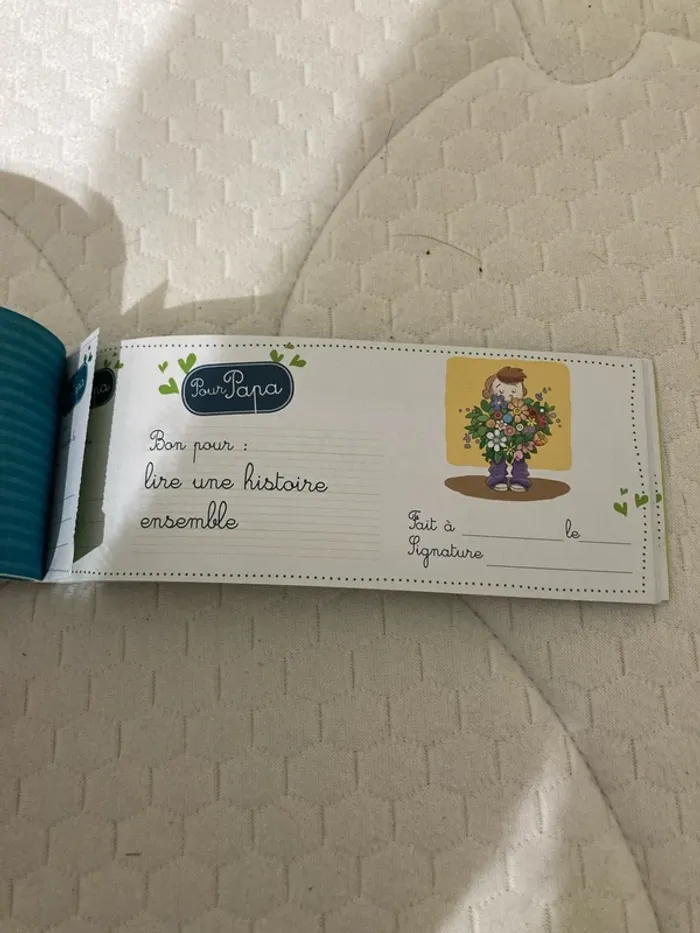 Pour Papa
Bon pour :
lire une histoire
ensemble
Fait à le
Signature